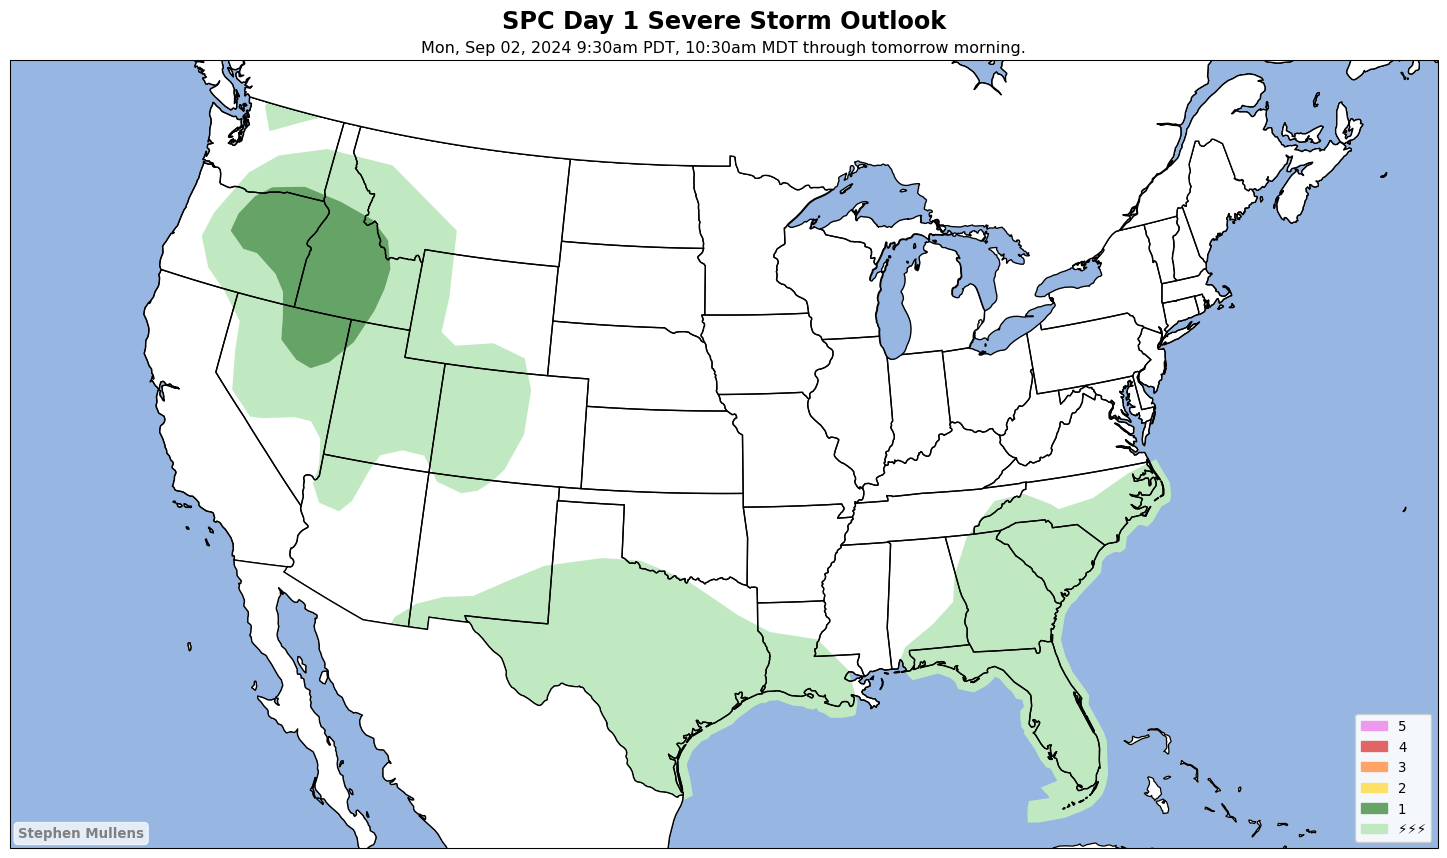 SPC Day 1 Severe Storm Outlook
Mon, Sep 02, 2024 9:30am PDT, 10:30am MDT through tomorrow morning.
5
4
3
2
1
⚡⚡⚡
Stephen Mullens